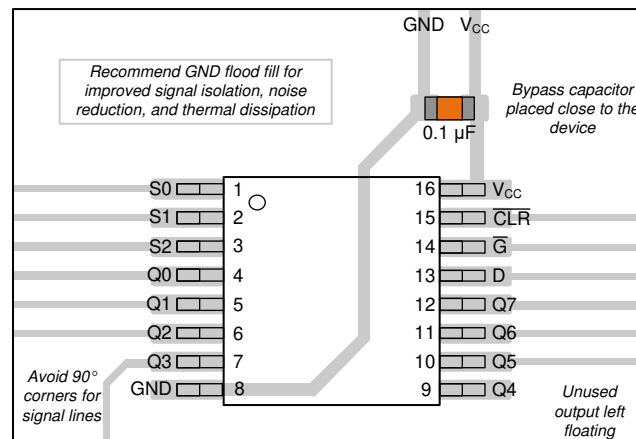 GND VCC
Recommend GND flood fill for
improved signal isolation, noise
reduction, and thermal dissipation
Bypass capacitor
placed close to the
device
0.1 µF
S0 1 16 VCC
S1 2 15 C̅L̅R̅
S2 3 14 G̅
Q0 4 13 D
Q1 5 12 Q7
Q2 6 11 Q6
Q3 7 10 Q5
GND 8 9 Q4
Avoid 90°
corners for
signal lines
Unused
output left
floating